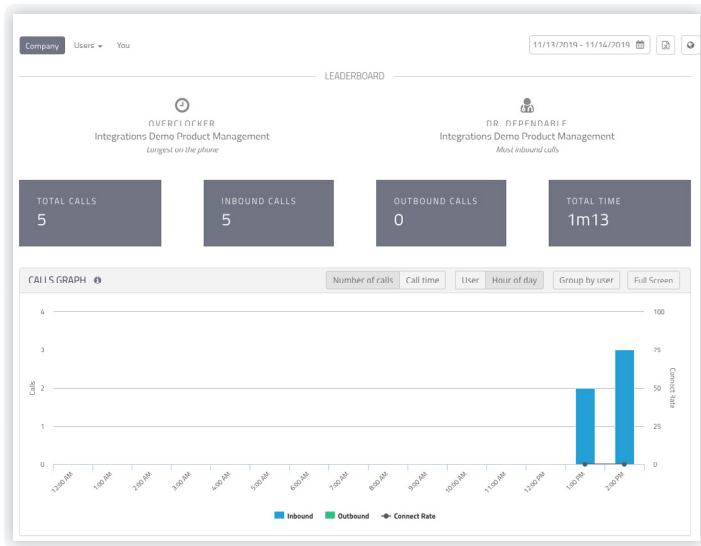 Company Users You 11/13/2019 - 11/14/2019
LEADERBOARD
OVERCLOCKER
Integrations Demo Product Management
Longest on the phone
DR. DEPENDABLE
Integrations Demo Product Management
Most inbound calls
TOTAL CALLS
5
INBOUND CALLS
5
OUTBOUND CALLS
0
TOTAL TIME
1m13
CALLS GRAPH Number of calls Call time User Hour of day Group by user Full Screen
Calls
4
3
2
1
0
100
75
50
25
0
Connect Rate
12:00 AM 1:00 AM 2:00 AM 3:00 AM 4:00 AM 5:00 AM 6:00 AM 7:00 AM 8:00 AM 9:00 AM 10:00 AM 11:00 AM 12:00 PM 1:00 PM 2:00 PM
Inbound Outbound Connect Rate